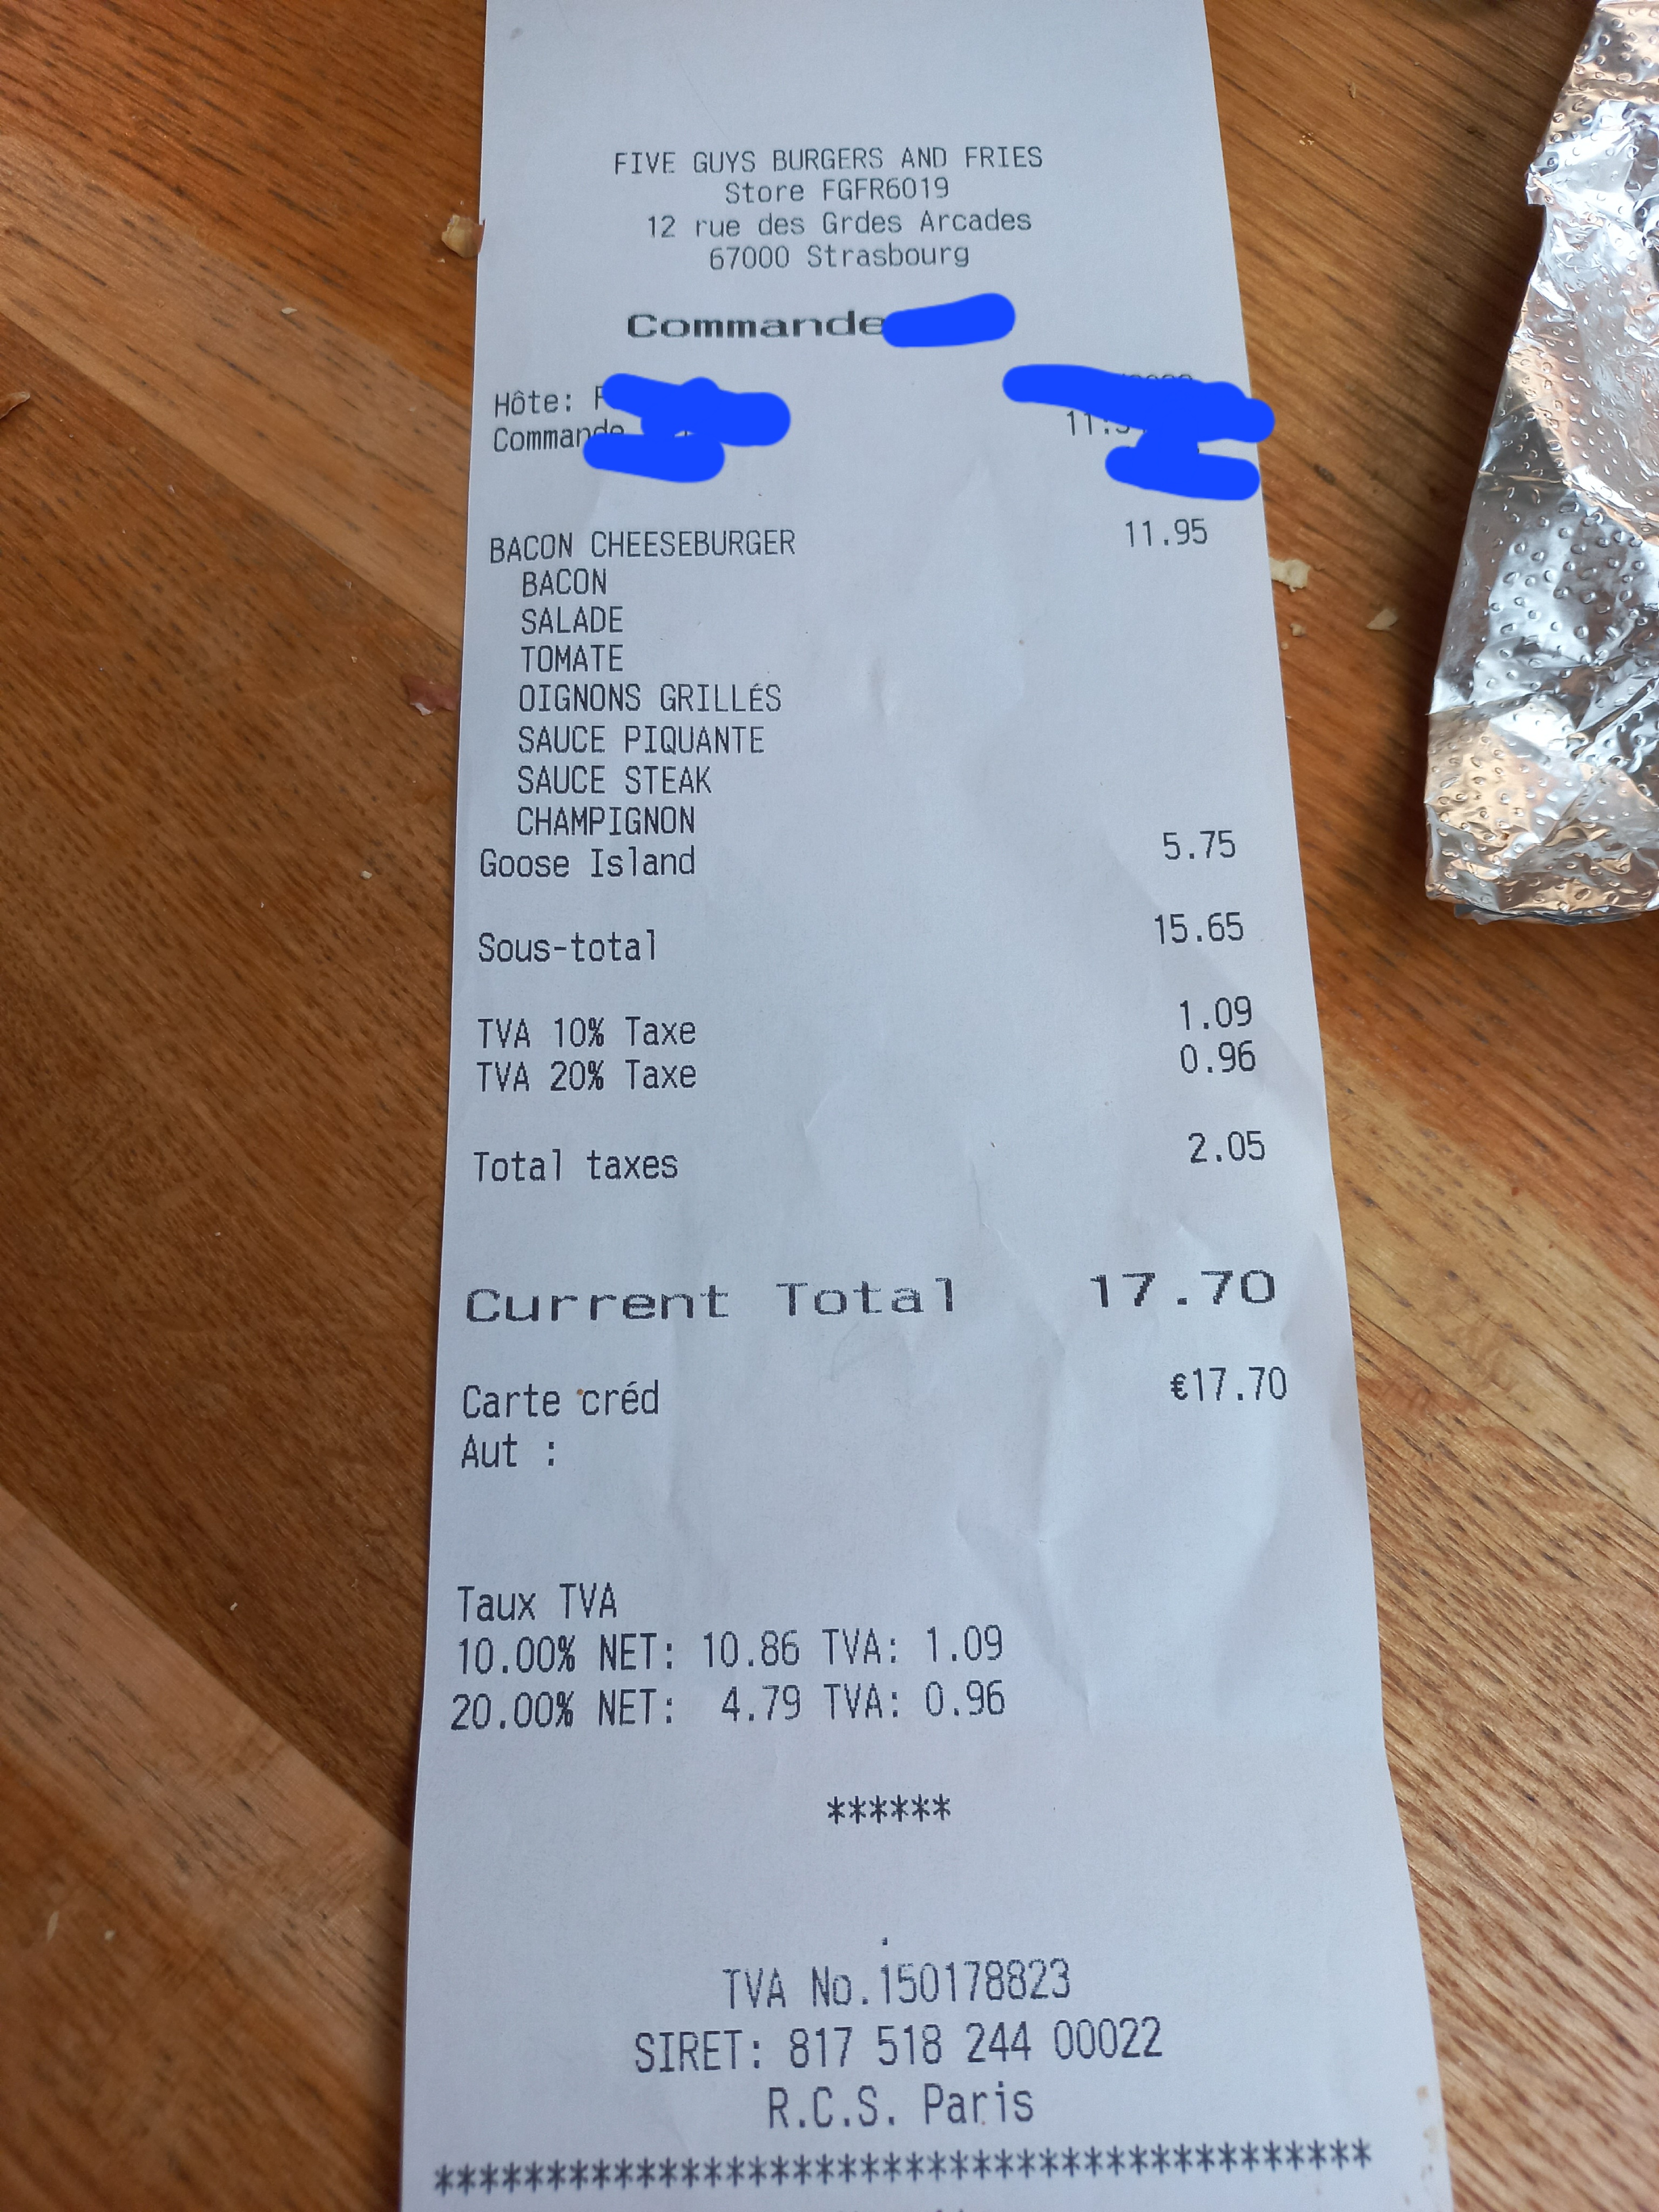 FIVE GUYS BURGERS AND FRIES
Store FGFR6019
12 rue des Grdes Arcades
67000 Strasbourg
Commande
Hôte:
Commande
BACON CHEESEBURGER 11.95
BACON
SALADE
TOMATE
OIGNONS GRILLÉS
SAUCE PIQUANTE
SAUCE STEAK
CHAMPIGNON
Goose Island 5.75
Sous-total 15.65
TVA 10% Taxe 1.09
TVA 20% Taxe 0.96
Total taxes 2.05
Current Total 17.70
Carte créd €17.70
Aut :
Taux TVA
10.00% NET: 10.86 TVA: 1.09
20.00% NET: 4.79 TVA: 0.96
******
TVA No.150178823
SIRET: 817 518 244 00022
R.C.S. Paris
******************************************